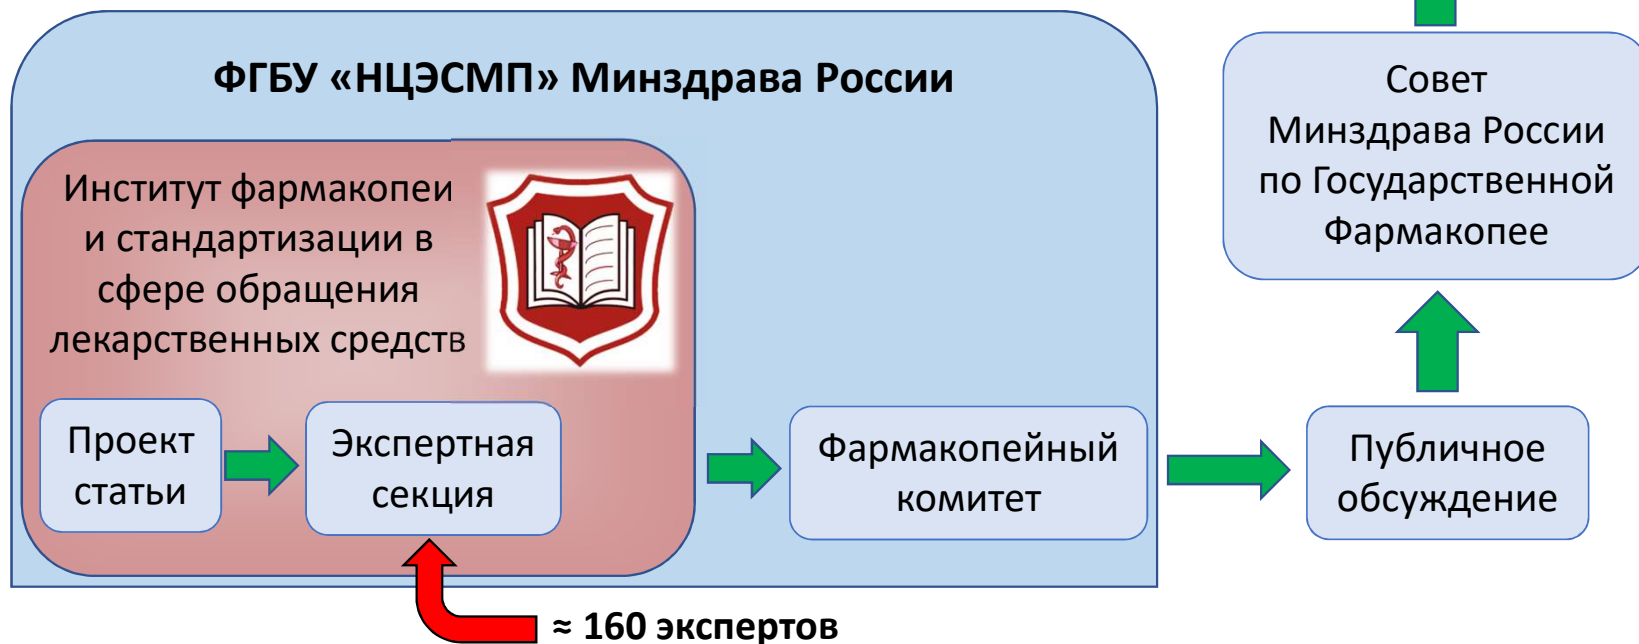 ФГБУ «НЦЭСМП» Минздрава России
Институт фармакопеи
и стандартизации в
сфере обращения
лекарственных средств
Проект
статьи
Экспертная
секция
≈ 160 экспертов
Фармакопейный
комитет
Публичное
обсуждение
Совет
Минздрава России
по Государственной
Фармакопее